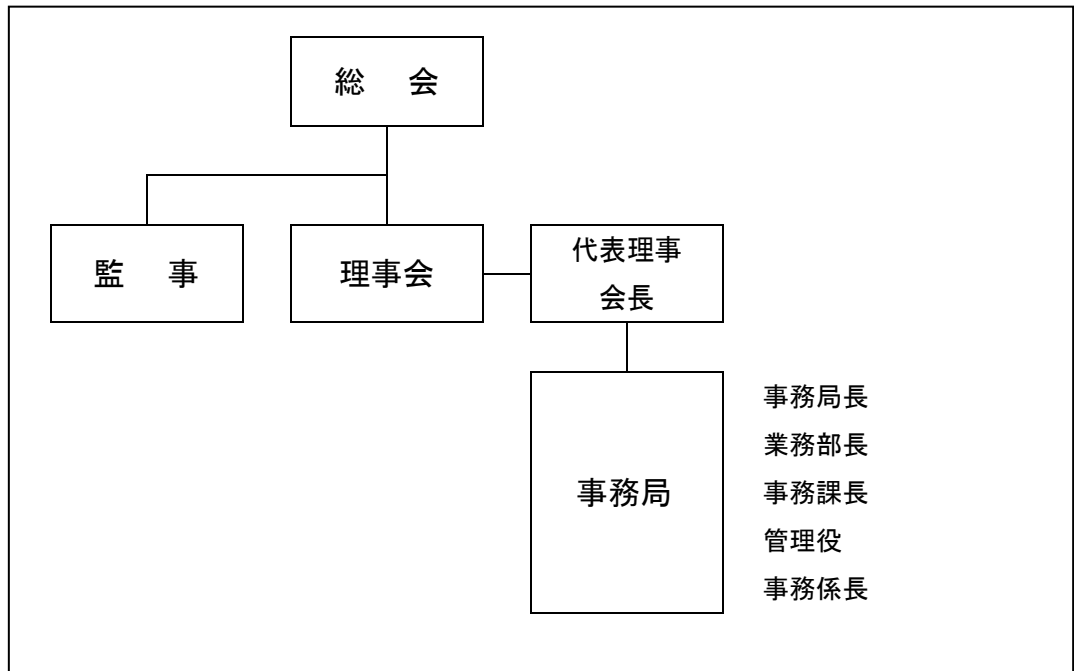 総　会
監　事
理事会
代表理事
会長
事務局
事務局長
業務部長
事務課長
管理役
事務係長